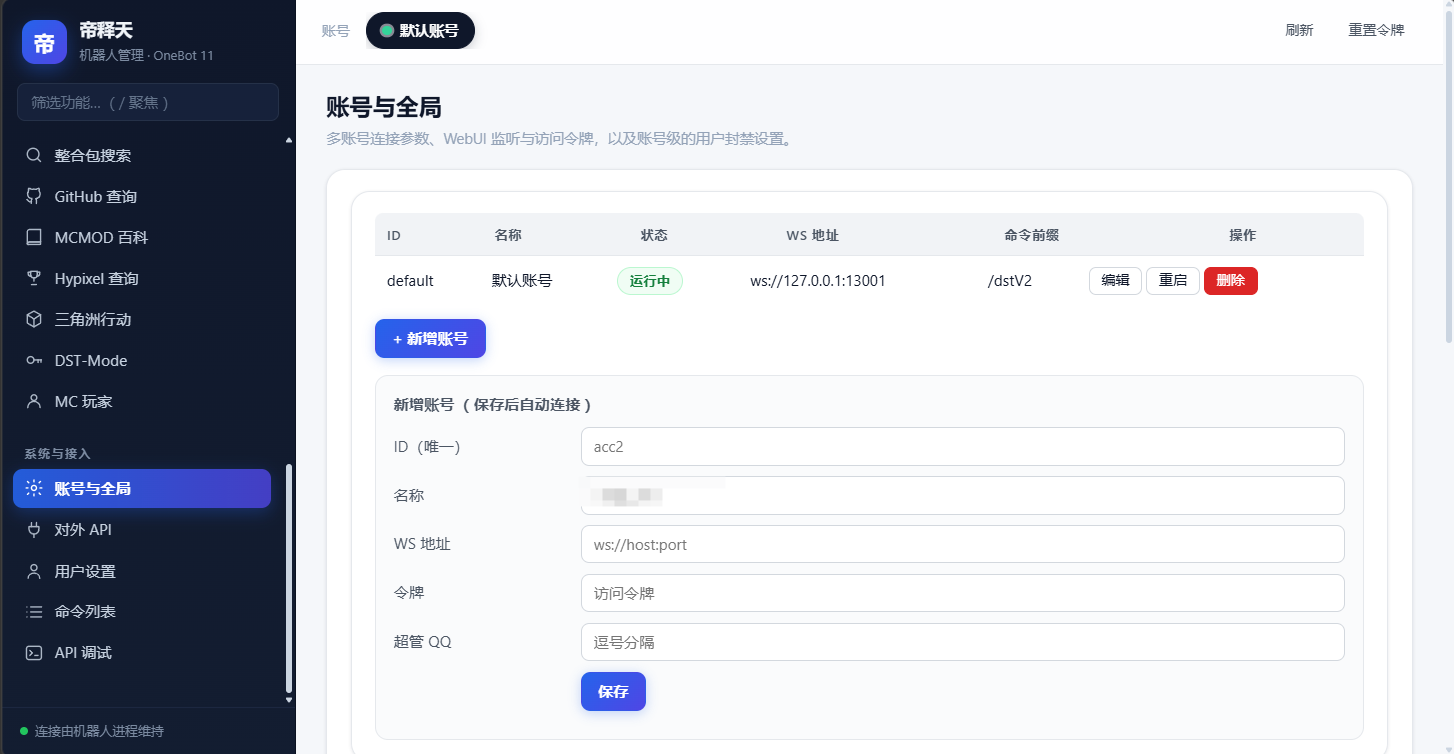 帝
帝释天
机器人管理 · OneBot 11
筛选功能... ( / 聚焦 )
整合包搜索
GitHub 查询
MCMOD 百科
Hypixel 查询
三角洲行动
DST-Mode
MC 玩家
系统与接入
账号与全局
对外 API
用户设置
命令列表
API 调试
连接由机器人进程维持
账号 默认账号 刷新 重置令牌
账号与全局
多账号连接参数、WebUI 监听与访问令牌，以及账号级的用户封禁设置。
ID 名称 状态 WS 地址 命令前缀 操作
default 默认账号 运行中 ws://127.0.0.1:13001 /dstV2 编辑 重启 删除
+ 新增账号
新增账号（保存后自动连接）
ID（唯一） acc2
名称
WS 地址 ws://host:port
令牌 访问令牌
超管 QQ 逗号分隔
保存